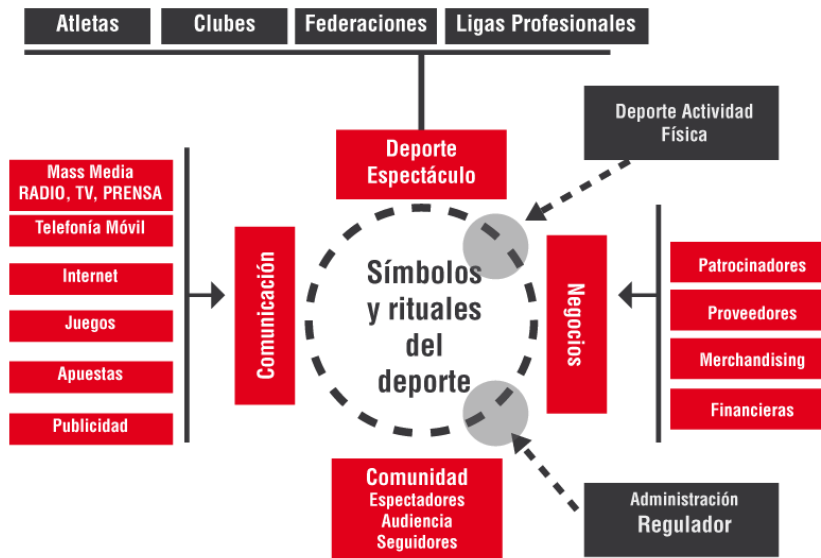 Atletas
Clubes
Federaciones
Ligas Profesionales
Deporte Actividad
Física
Deporte
Espectáculo
Mass Media
RADIO, TV, PRENSA
Telefonía Móvil
Internet
Juegos
Apuestas
Publicidad
Comunicación
Símbolos
y rituales
del
deporte
Negocios
Patrocinadores
Proveedores
Merchandising
Financieras
Comunidad
Espectadores
Audiencia
Seguidores
Administración
Regulador